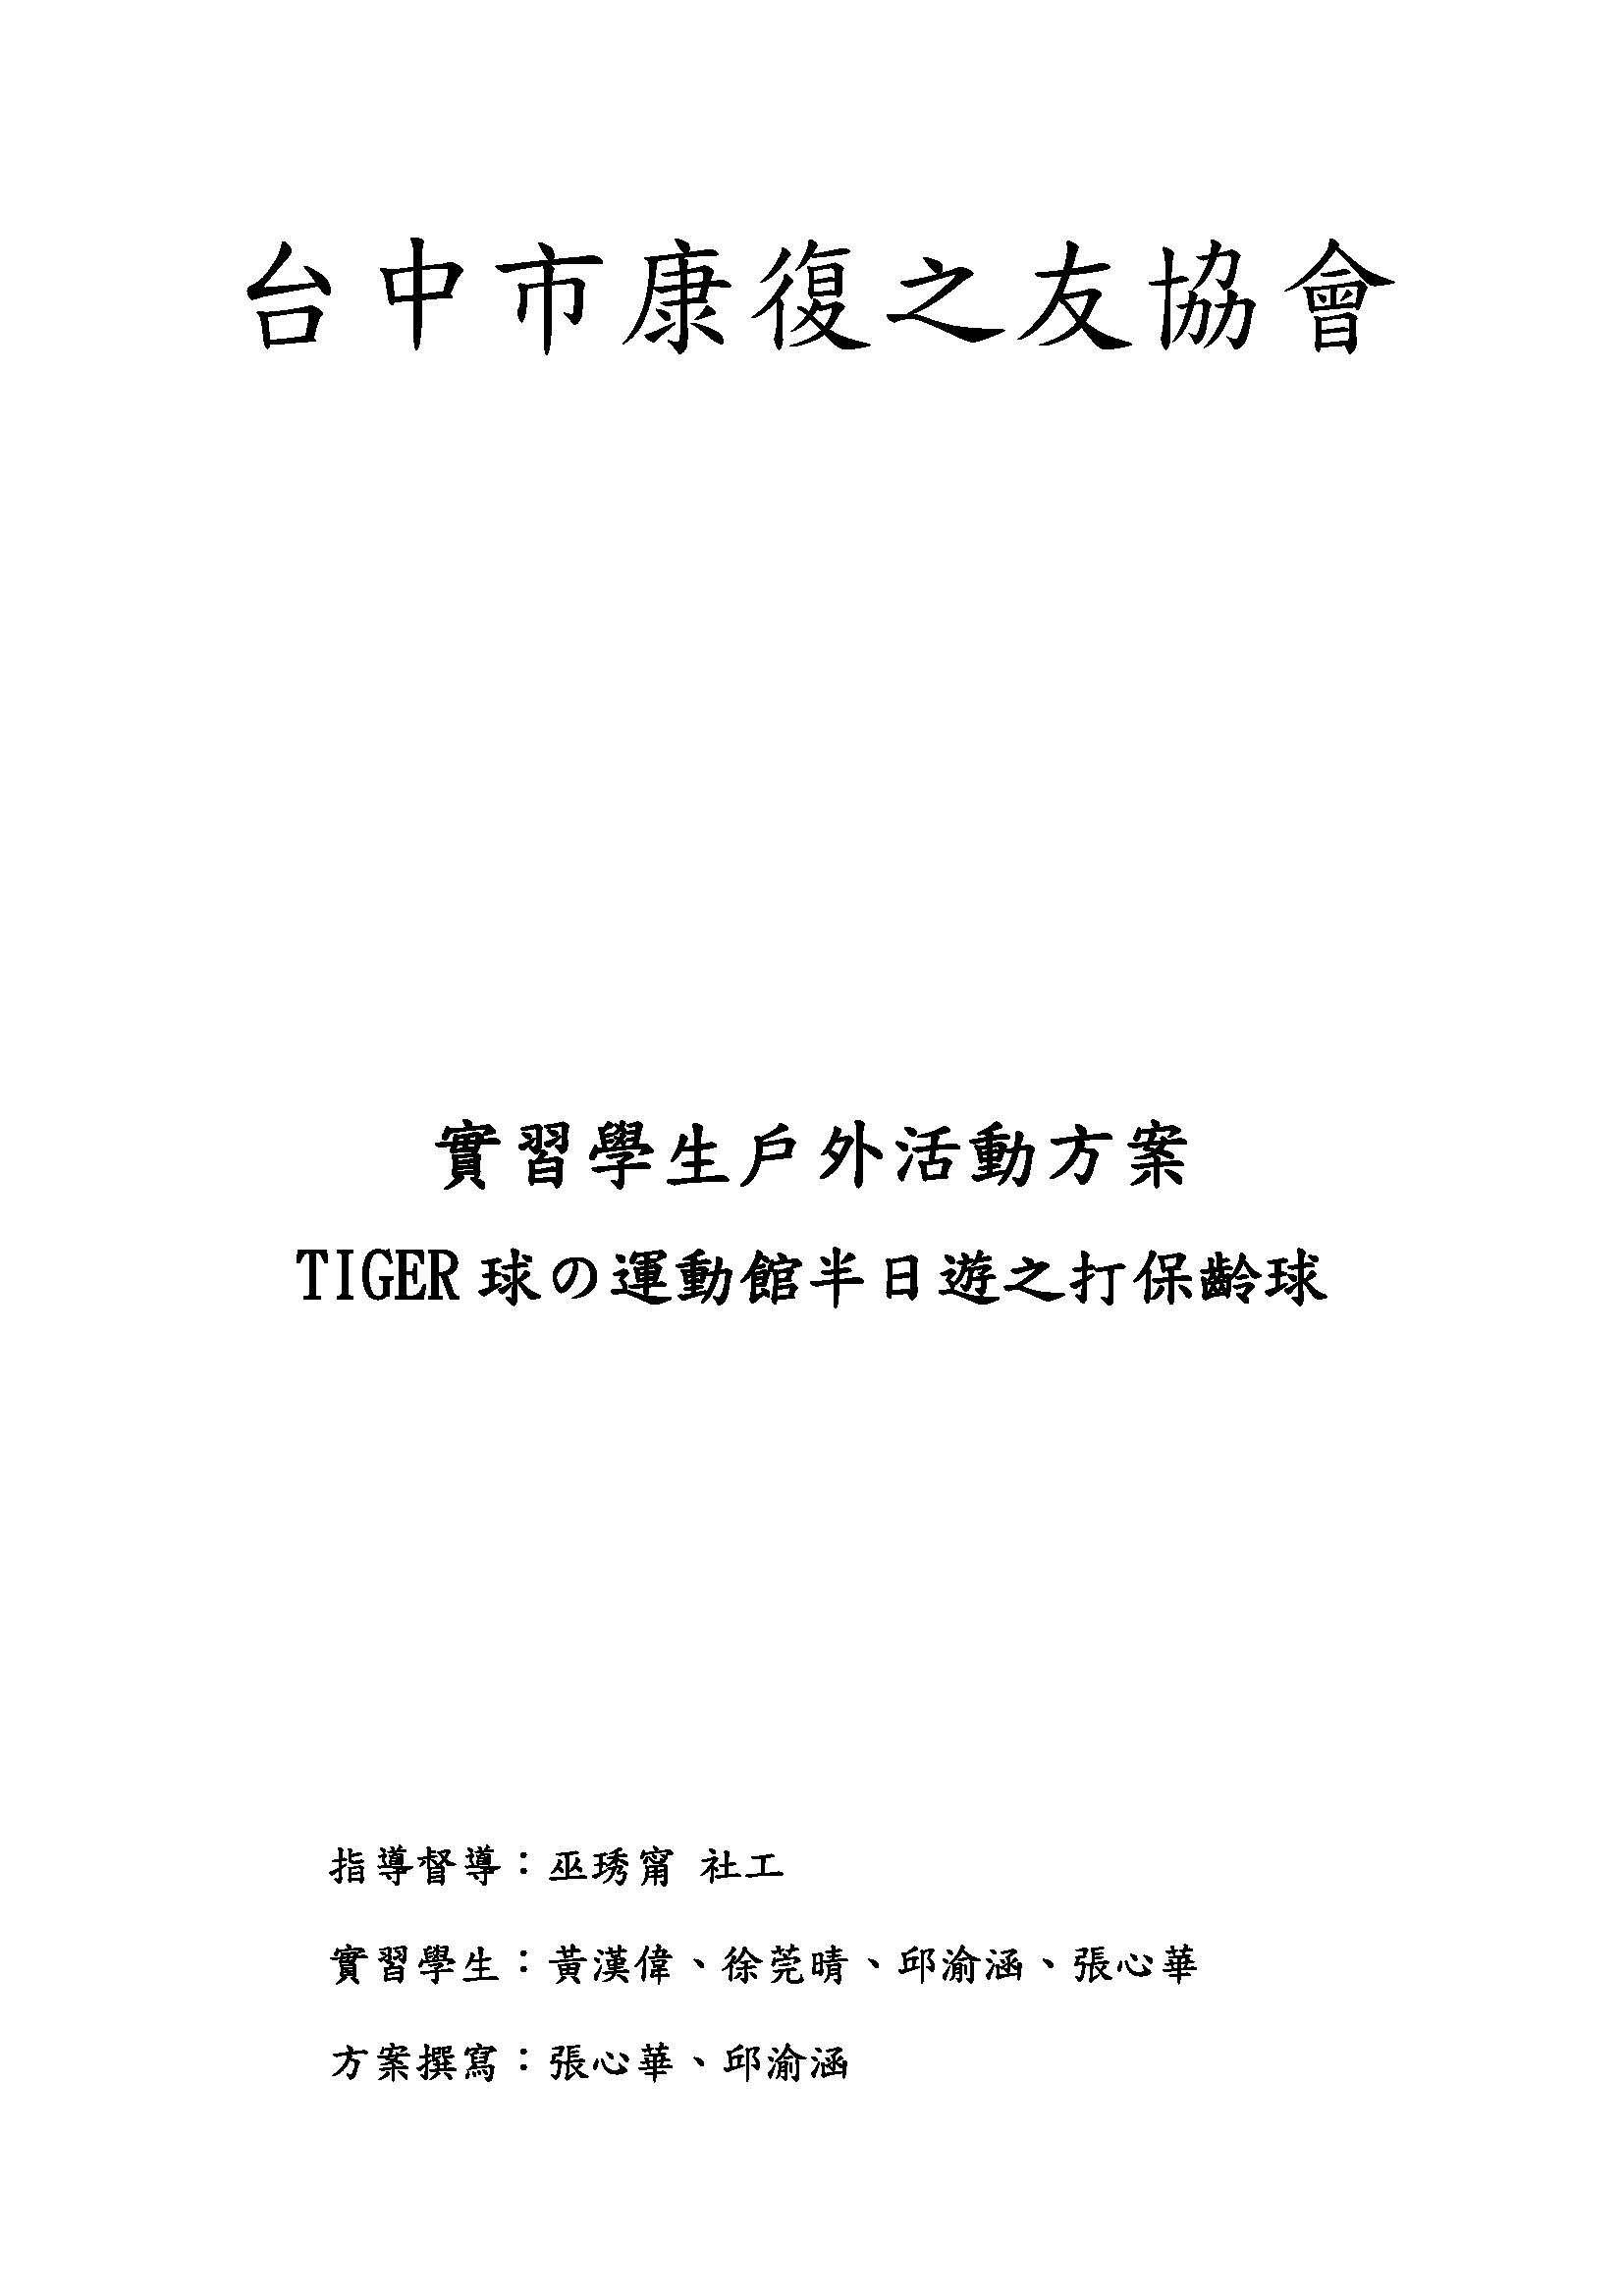 台中市康復之友協會
實習學生戶外活動方案
TIGER 球の運動館半日遊之打保齡球
指導督導：巫琇甯 社工
實習學生：黃漢偉、徐莞晴、邱渝涵、張心華
方案撰寫：張心華、邱渝涵